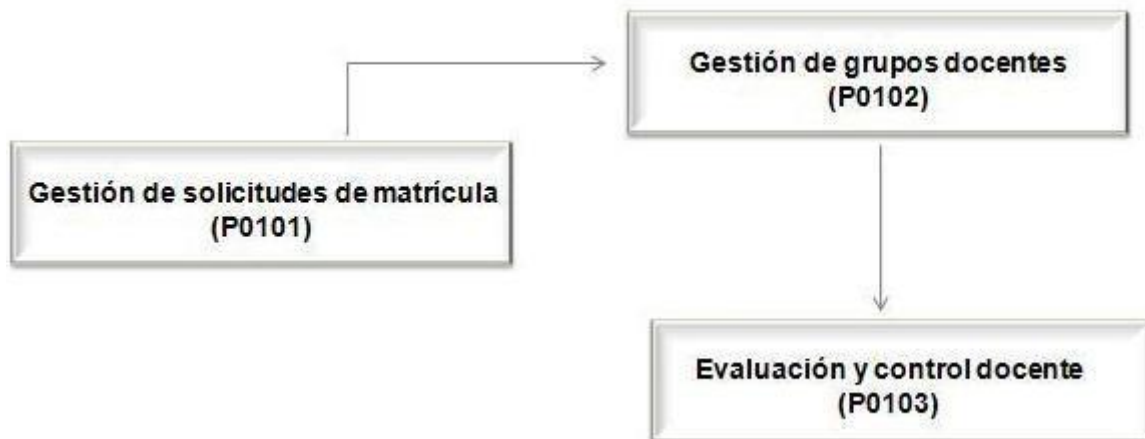 Gestión de grupos docentes
(P0102)
Gestión de solicitudes de matrícula
(P0101)
Evaluación y control docente
(P0103)